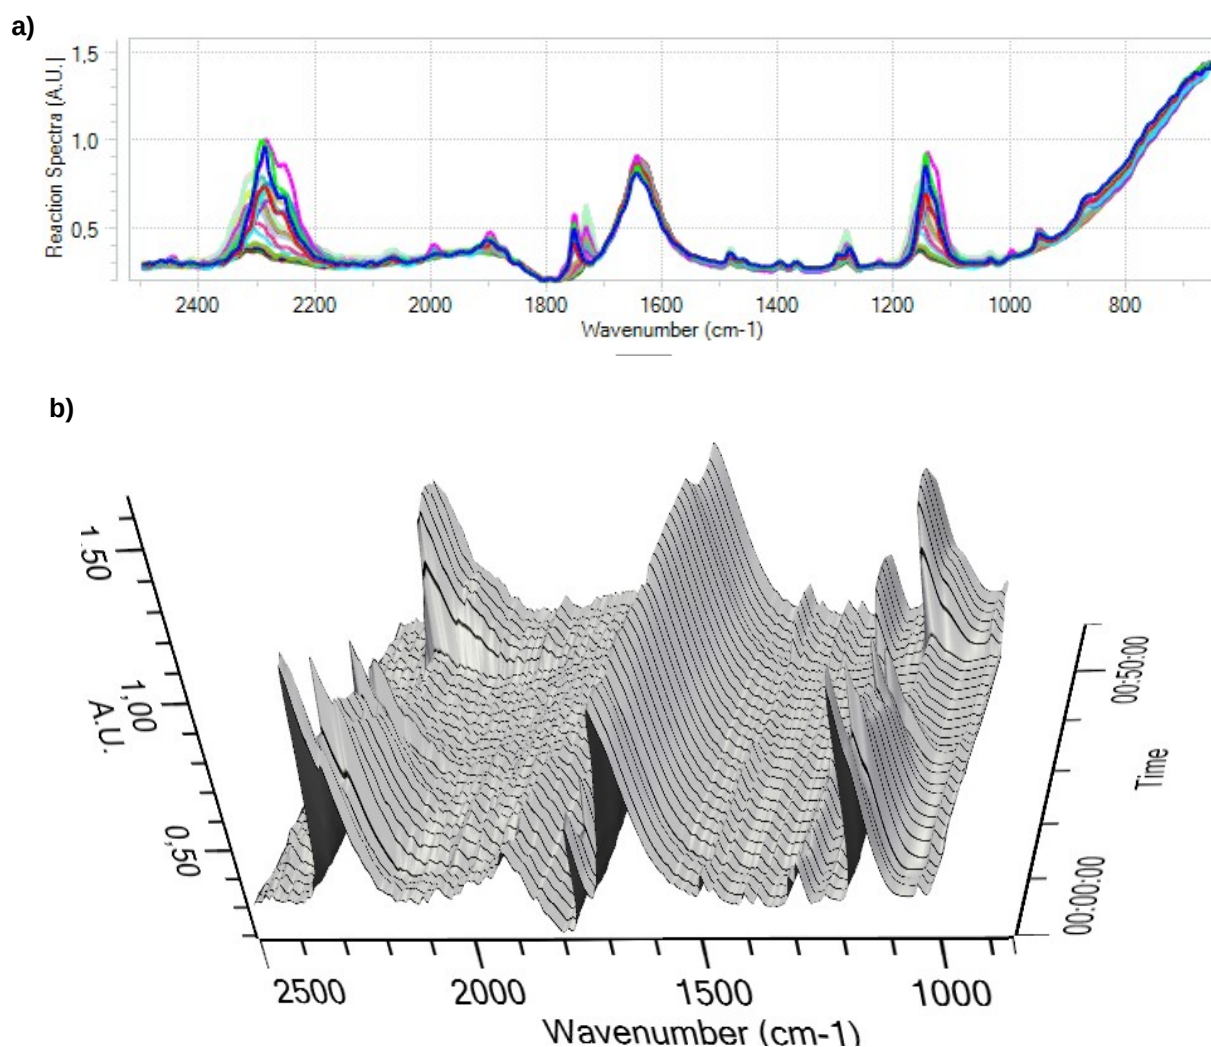 a)
Reaction Spectra [A.U.]
1,5
1,0
0,5
2400 2200 2000 1800 1600 1400 1200 1000 800
Wavenumber (cm-1)
b)
1.50
1,00
0,50
A.U.
00:50:00
Time
00:00:00
2500 2000 1500 1000
Wavenumber (cm-1)